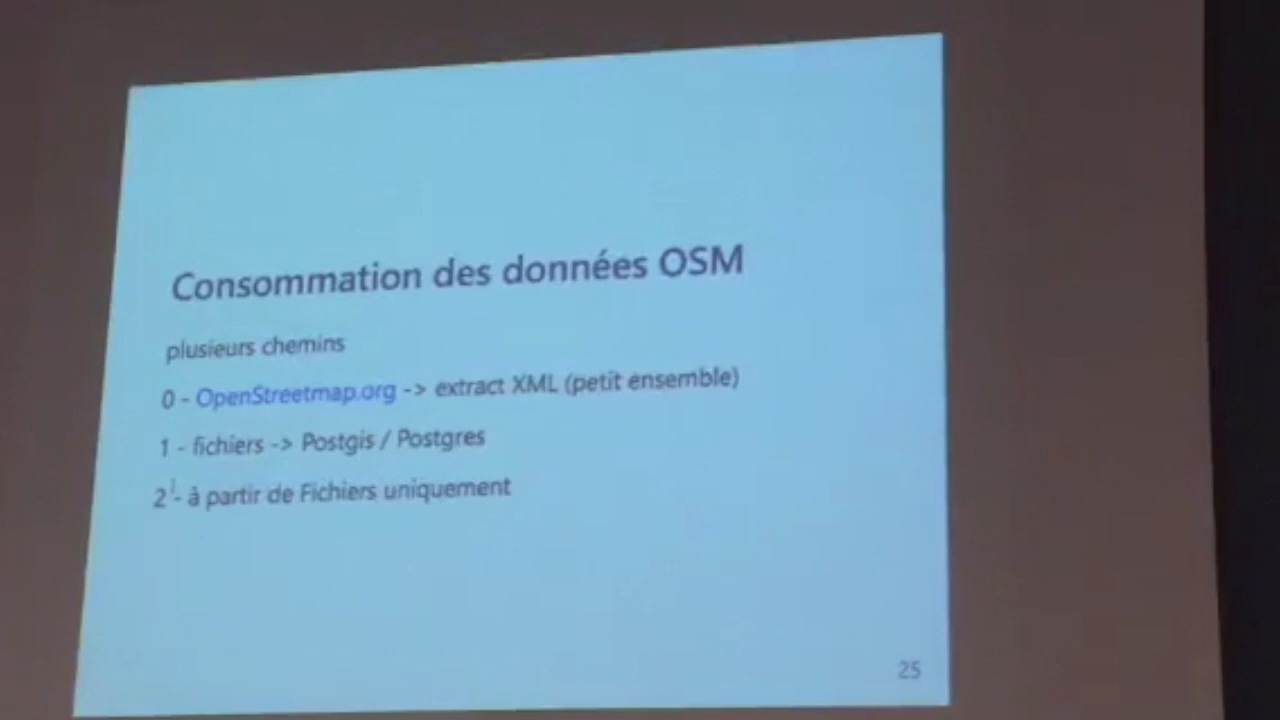 Consommation des données OSM
plusieurs chemins
0 - OpenStreetmap.org -> extract XML (petit ensemble)
1 - fichiers -> Postgis / Postgres
2 - à partir de Fichiers uniquement
25